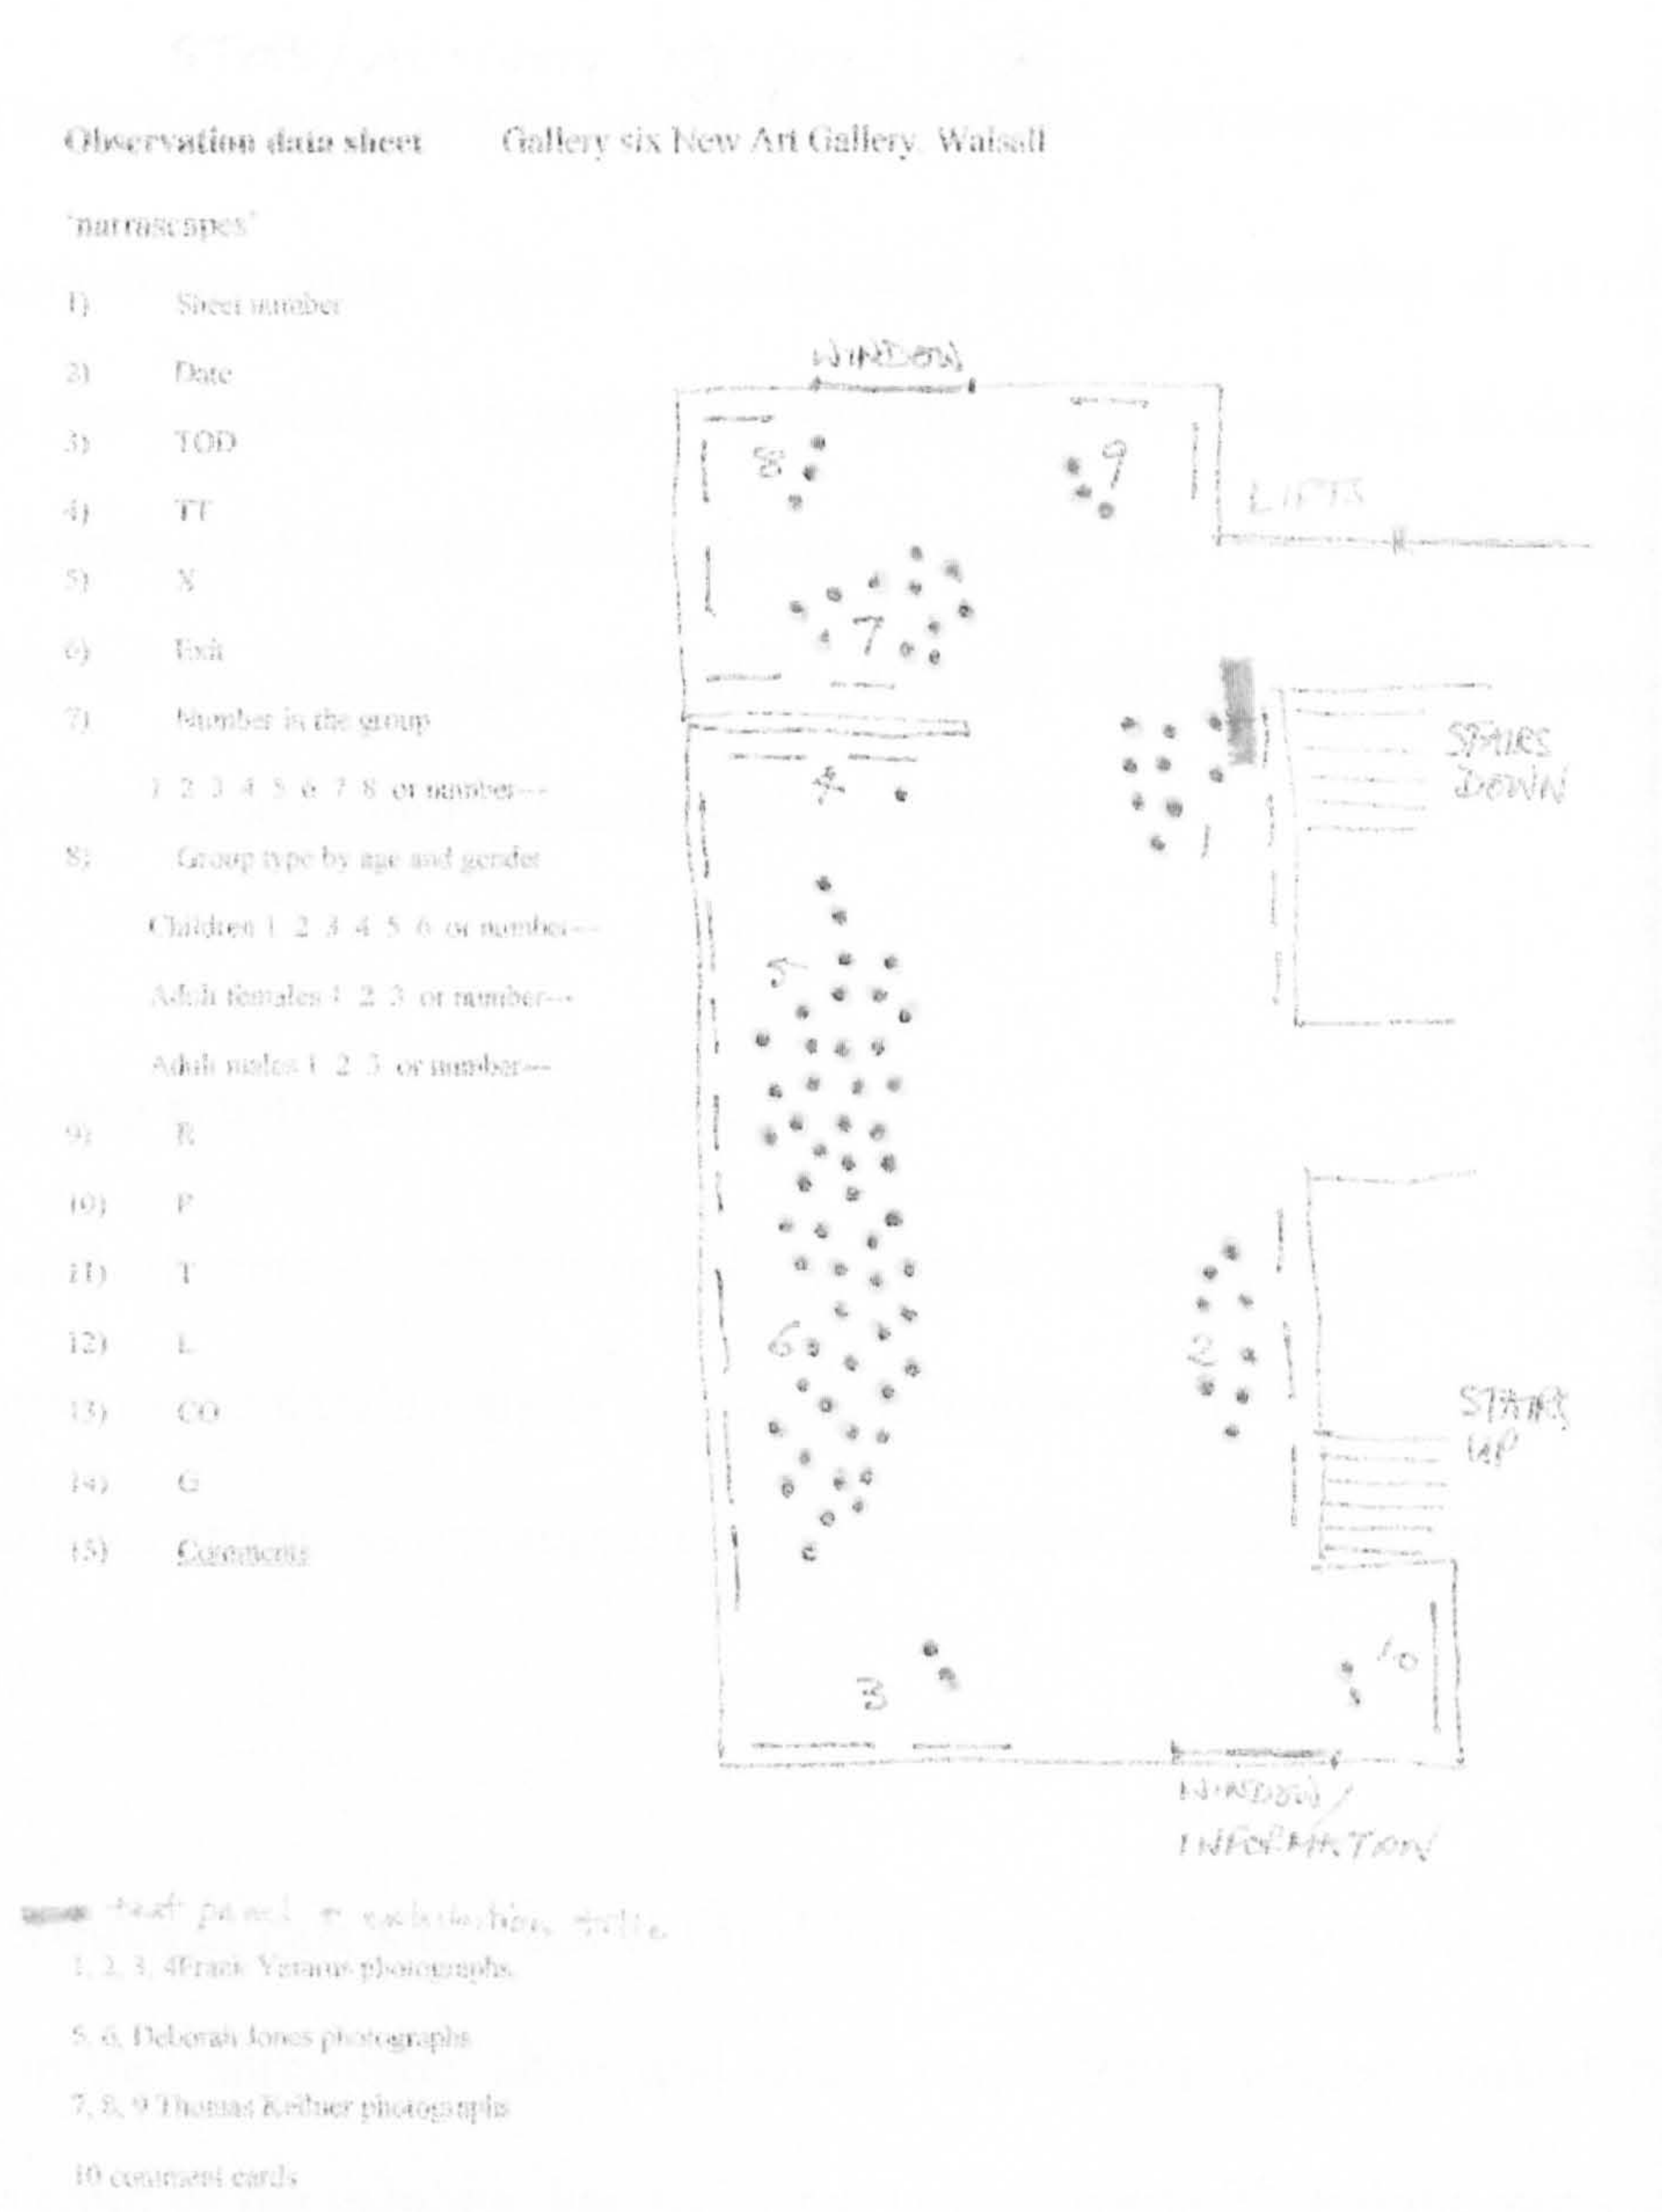 Observation data sheet Gallery six New Art Gallery, Walsall
'narrascapes'
1) Sheet number
2) Date
3) TOD
4) TT
5) N
6) Exit
7) Number in the group
1 2 3 4 5 6 7 8 or number---
8) Group type by age and gender
Children 1 2 3 4 5 6 or number---
Adult females 1 2 3 or number---
Adult males 1 2 3 or number---
9) R
10) P
11) T
12) L
13) CO
14) G
15) Comments
WINDOW
8
9
LIFTS
7
STAIRS
DOWN
4
1
5
6
2
STAIRS
UP
10
3
WINDOW/
INFORMATION
text panel + exhibition title
1, 2, 3, 4 Frank photographs
5, 6, Deborah Jones photographs
7, 8, 9 Thomas Kellner photographs
10 comment cards